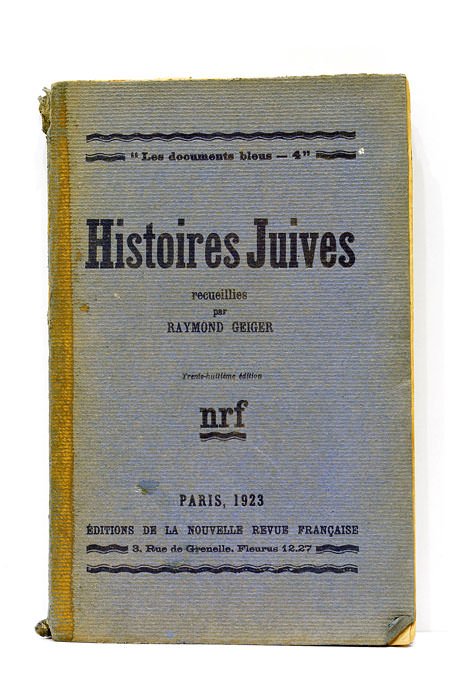 "Les documents bleus — 4"
Histoires Juives
recueillies
par
RAYMOND GEIGER
Trente-huitième édition
nrf
PARIS, 1923
ÉDITIONS DE LA NOUVELLE REVUE FRANÇAISE
3, Rue de Grenelle. Fleurus 12.27